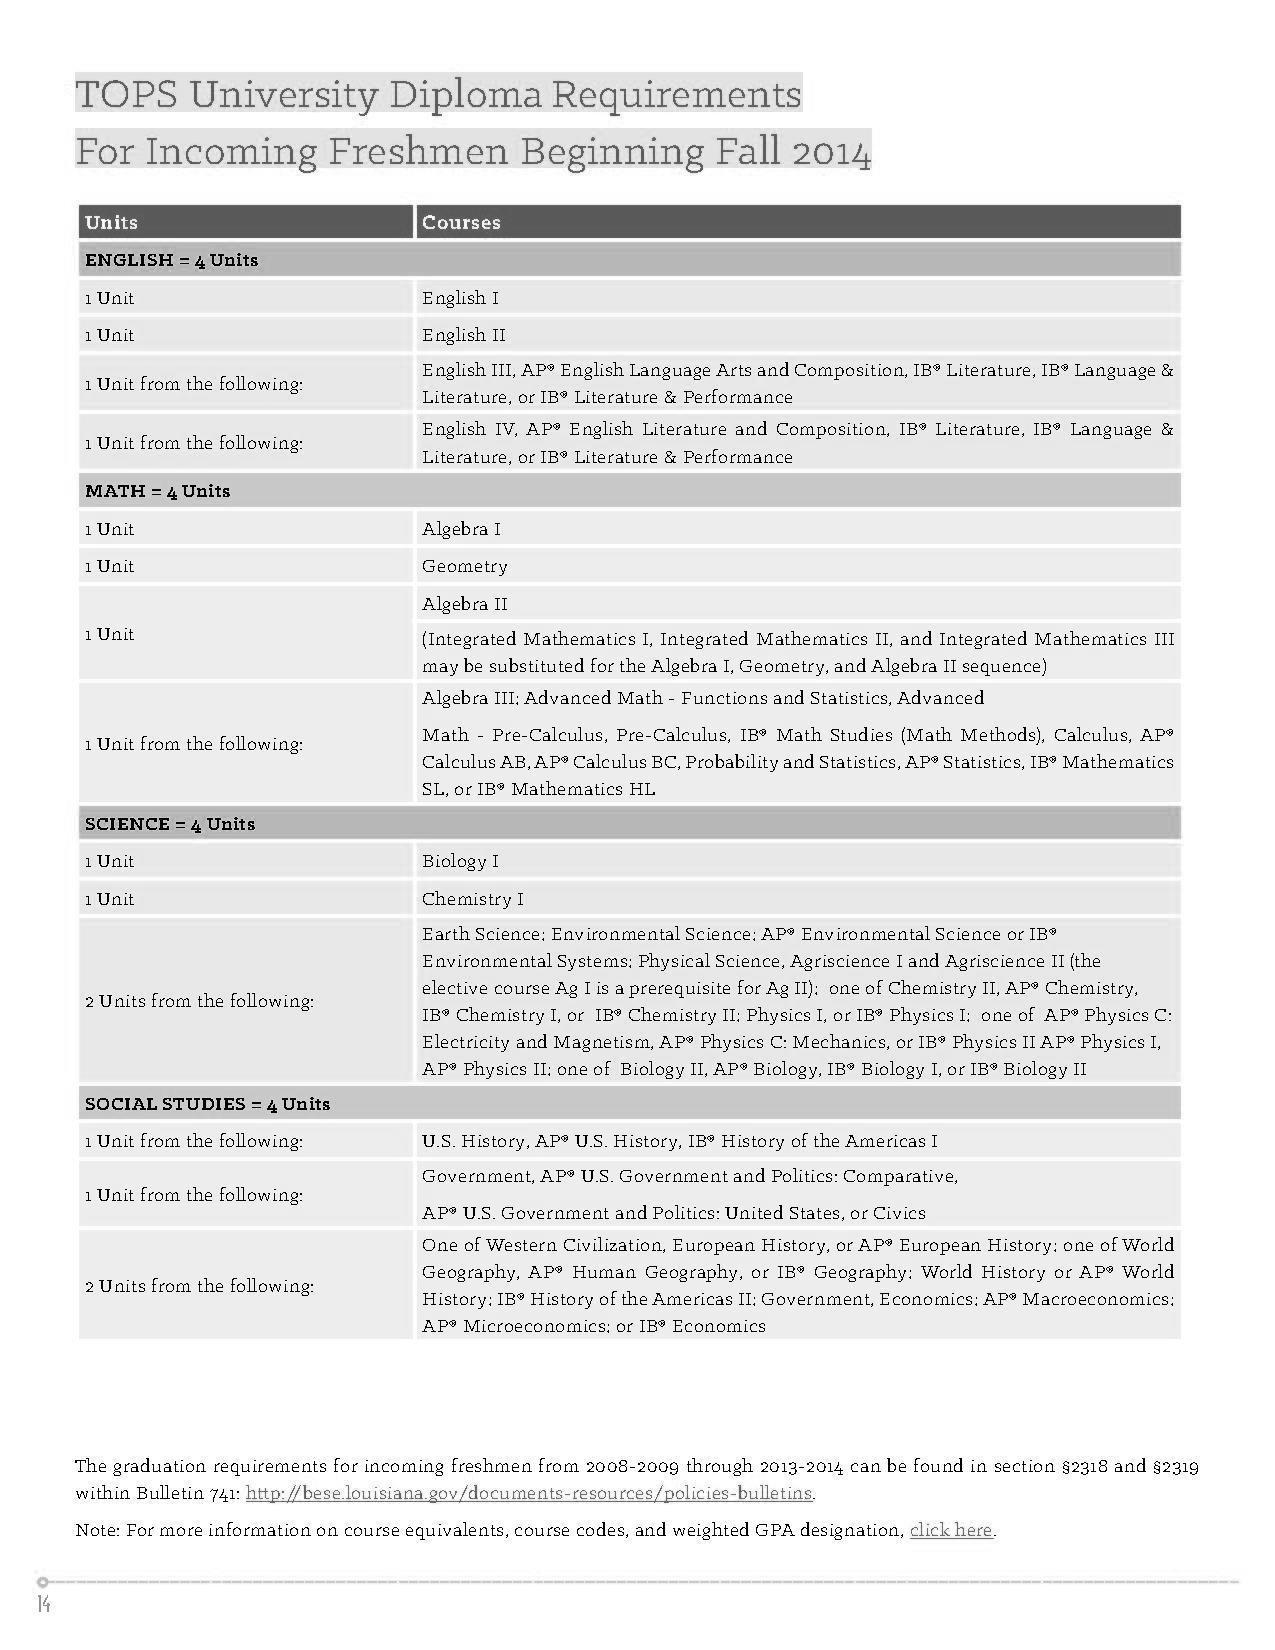 TOPS University Diploma Requirements
For Incoming Freshmen Beginning Fall 2014
Units Courses
ENGLISH = 4 Units
1 Unit English I
1 Unit English II
1 Unit from the following: English III, AP® English Language Arts and Composition, IB® Literature, IB® Language &
Literature, or IB® Literature & Performance
1 Unit from the following: English IV, AP® English Literature and Composition, IB® Literature, IB® Language &
Literature, or IB® Literature & Performance
MATH = 4 Units
1 Unit Algebra I
1 Unit Geometry
1 Unit Algebra II
(Integrated Mathematics I, Integrated Mathematics II, and Integrated Mathematics III
may be substituted for the Algebra I, Geometry, and Algebra II sequence)
1 Unit from the following: Algebra III; Advanced Math - Functions and Statistics, Advanced
Math - Pre-Calculus, Pre-Calculus, IB® Math Studies (Math Methods), Calculus, AP®
Calculus AB, AP® Calculus BC, Probability and Statistics, AP® Statistics, IB® Mathematics
SL, or IB® Mathematics HL
SCIENCE = 4 Units
1 Unit Biology I
1 Unit Chemistry I
2 Units from the following: Earth Science; Environmental Science; AP® Environmental Science or IB®
Environmental Systems; Physical Science, Agriscience I and Agriscience II (the
elective course Ag I is a prerequisite for Ag II); one of Chemistry II, AP® Chemistry,
IB® Chemistry I, or IB® Chemistry II; Physics I, or IB® Physics I; one of AP® Physics C:
Electricity and Magnetism, AP® Physics C: Mechanics, or IB® Physics II AP® Physics I,
AP® Physics II; one of Biology II, AP® Biology, IB® Biology I, or IB® Biology II
SOCIAL STUDIES = 4 Units
1 Unit from the following: U.S. History, AP® U.S. History, IB® History of the Americas I
1 Unit from the following: Government, AP® U.S. Government and Politics: Comparative,
AP® U.S. Government and Politics: United States, or Civics
2 Units from the following: One of Western Civilization, European History, or AP® European History; one of World
Geography, AP® Human Geography, or IB® Geography; World History or AP® World
History; IB® History of the Americas II; Government, Economics; AP® Macroeconomics;
AP® Microeconomics; or IB® Economics
The graduation requirements for incoming freshmen from 2008-2009 through 2013-2014 can be found in section §2318 and §2319
within Bulletin 741: http://bese.louisiana.gov/documents-resources/policies-bulletins.
Note: For more information on course equivalents, course codes, and weighted GPA designation, click here.
14